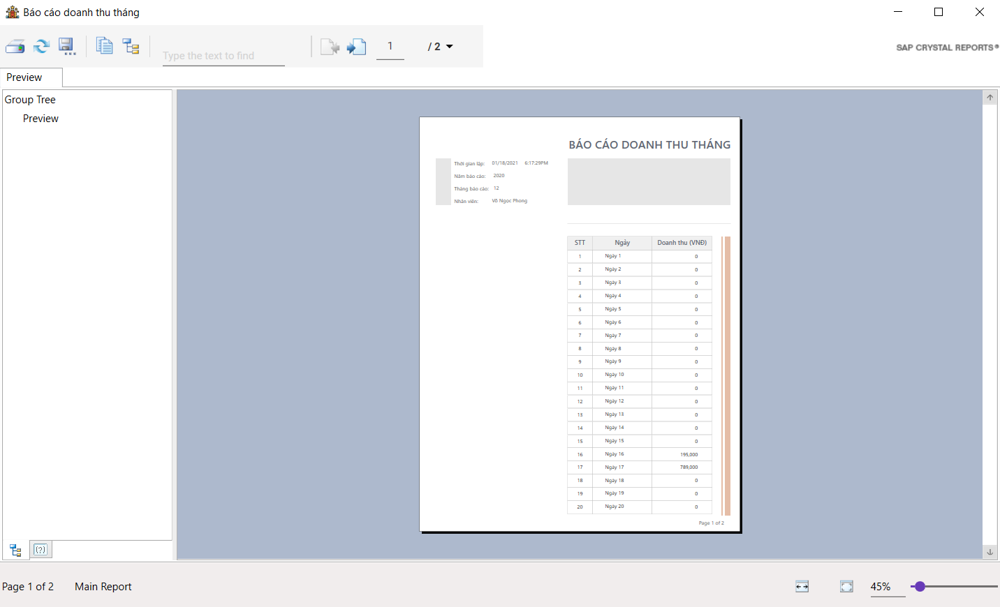 Báo cáo doanh thu tháng
Type the text to find
1
/ 2
SAP CRYSTAL REPORTS®
Preview
Group Tree
Preview
BÁO CÁO DOANH THU THÁNG
Thời gian lập: 01/18/2021 6:17:29PM
Năm báo cáo: 2020
Tháng báo cáo: 12
Nhân viên: Võ Ngọc Phong
STT Ngày Doanh thu (VNĐ)
1 Ngày 1 0
2 Ngày 2 0
3 Ngày 3 0
4 Ngày 4 0
5 Ngày 5 0
6 Ngày 6 0
7 Ngày 7 0
8 Ngày 8 0
9 Ngày 9 0
10 Ngày 10 0
11 Ngày 11 0
12 Ngày 12 0
13 Ngày 13 0
14 Ngày 14 0
15 Ngày 15 0
16 Ngày 16 195,000
17 Ngày 17 789,000
18 Ngày 18 0
19 Ngày 19 0
20 Ngày 20 0
Page 1 of 2
(?)
Page 1 of 2 Main Report 45%